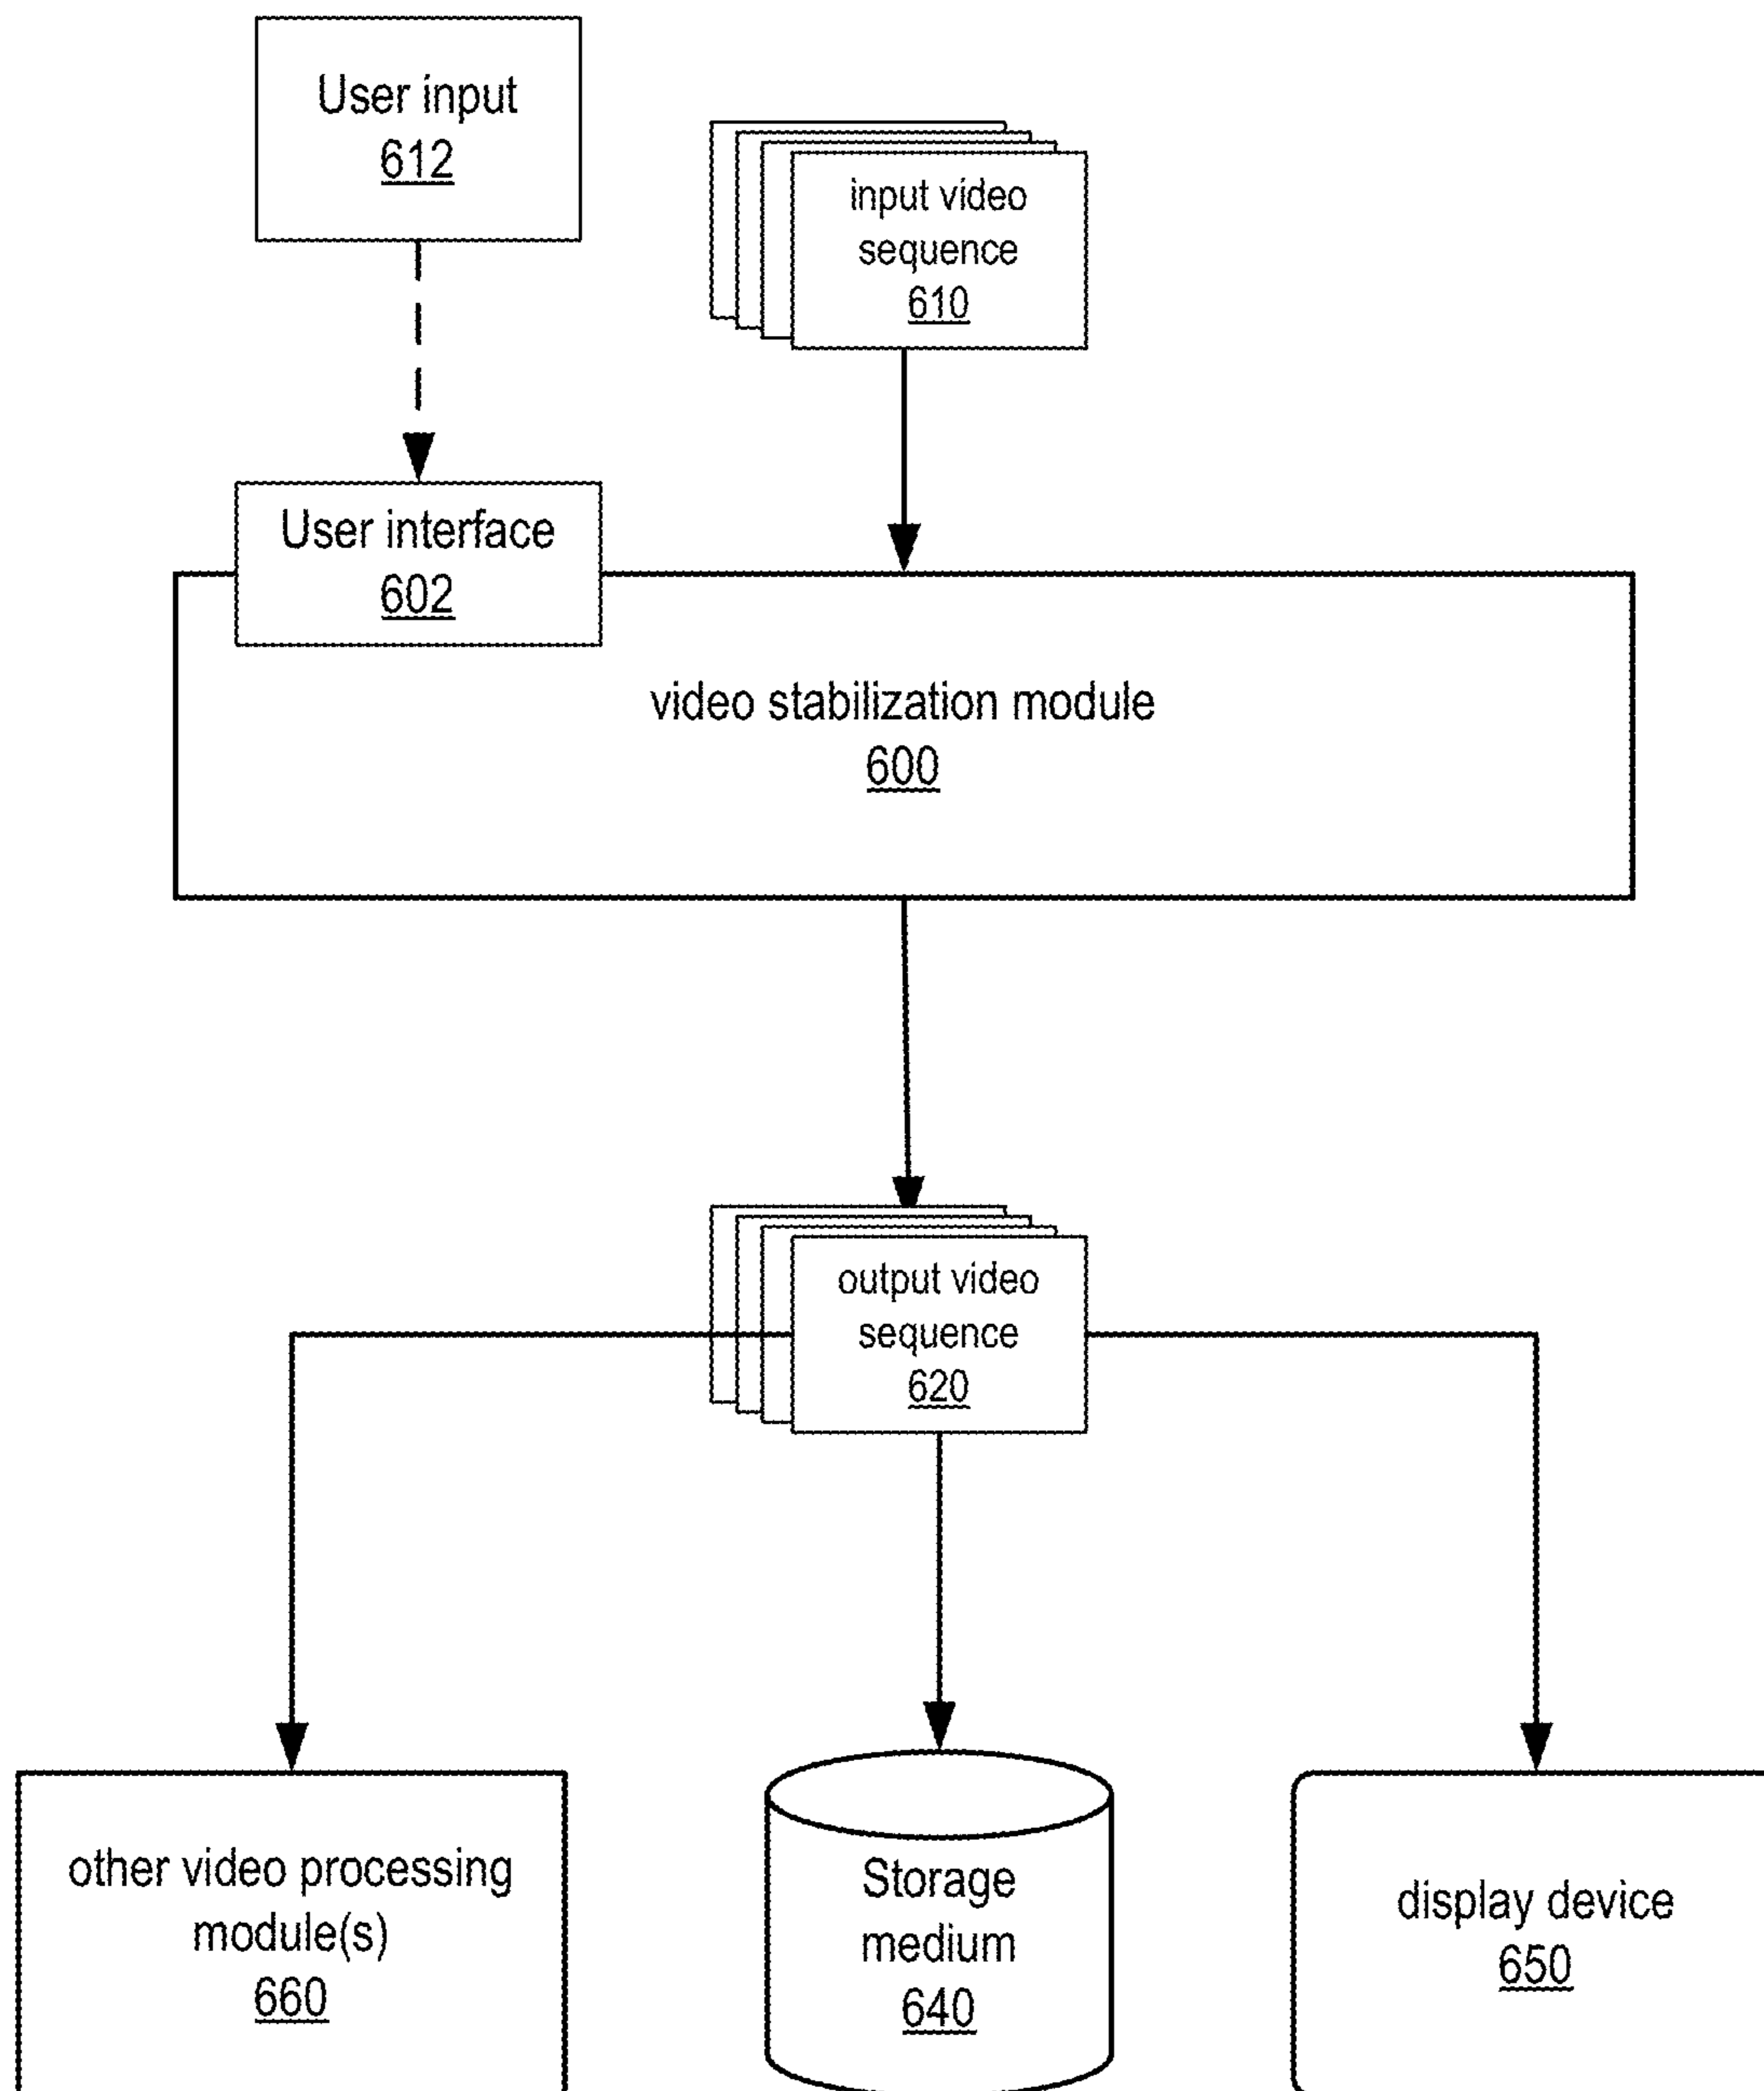 User input
612
input video
sequence
610
User interface
602
video stabilization module
600
output video
sequence
620
other video processing
module(s)
660
Storage
medium
640
display device
650